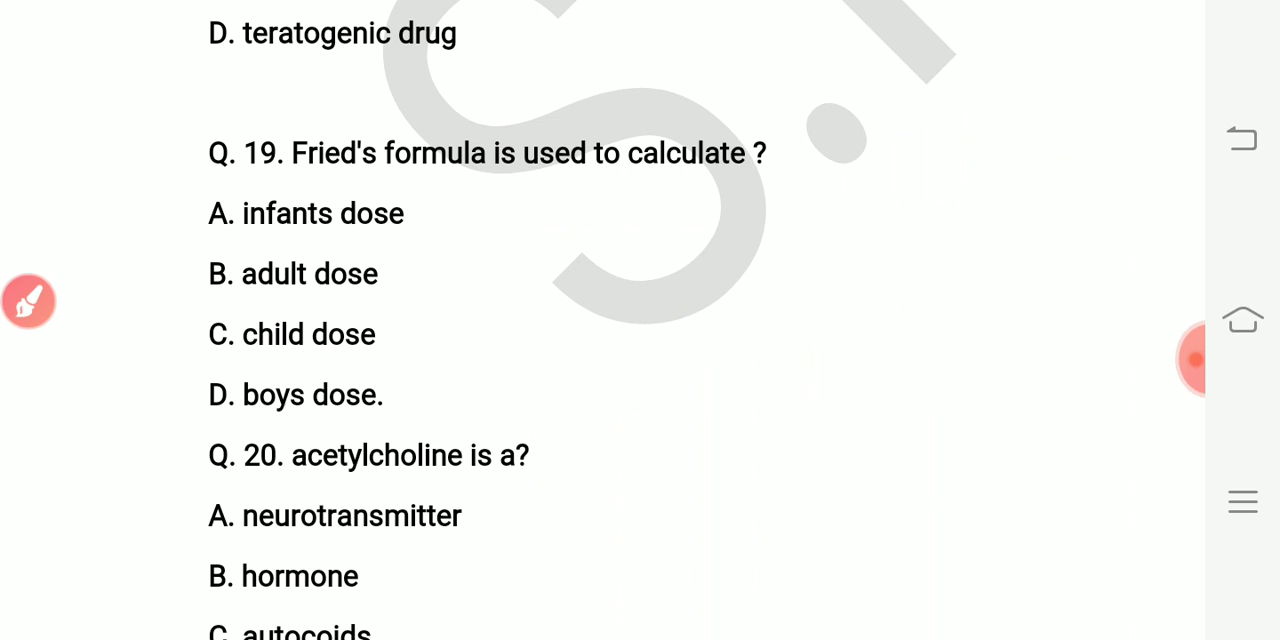 D. teratogenic drug
Q. 19. Fried's formula is used to calculate ?
A. infants dose
B. adult dose
C. child dose
D. boys dose.
Q. 20. acetylcholine is a?
A. neurotransmitter
B. hormone
C. autocoids